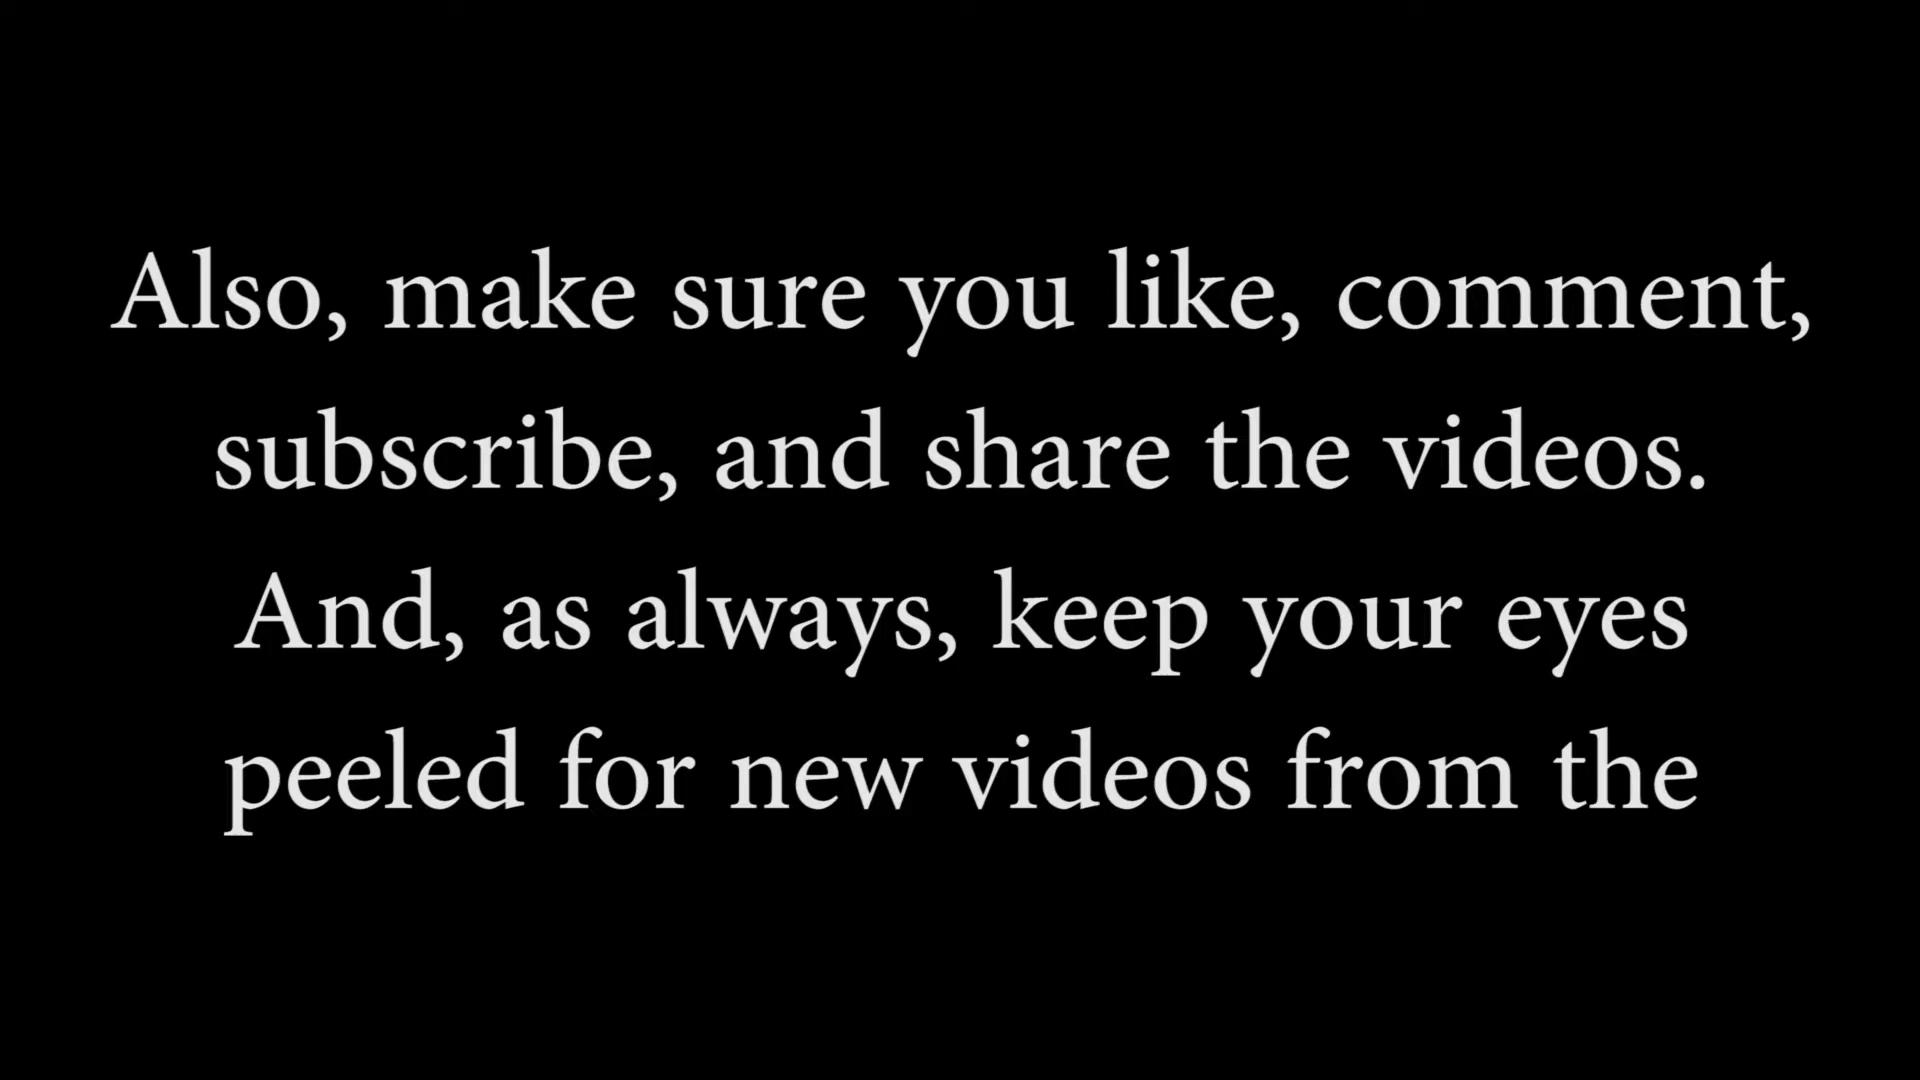 Also, make sure you like, comment,
subscribe, and share the videos.
And, as always, keep your eyes
peeled for new videos from the